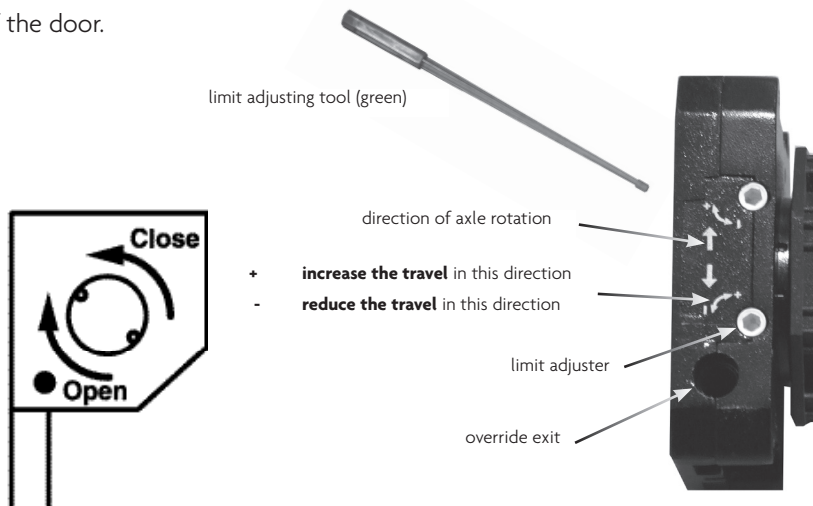 the door.
limit adjusting tool (green)
direction of axle rotation
Close
+ increase the travel in this direction
- reduce the travel in this direction
limit adjuster
Open
override exit